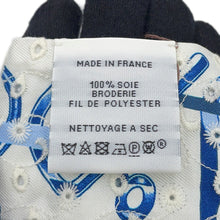 MADE IN FRANCE
100% SOIE
BRODERIE
FIL DE POLYESTER
NETTOYAGE A SEC